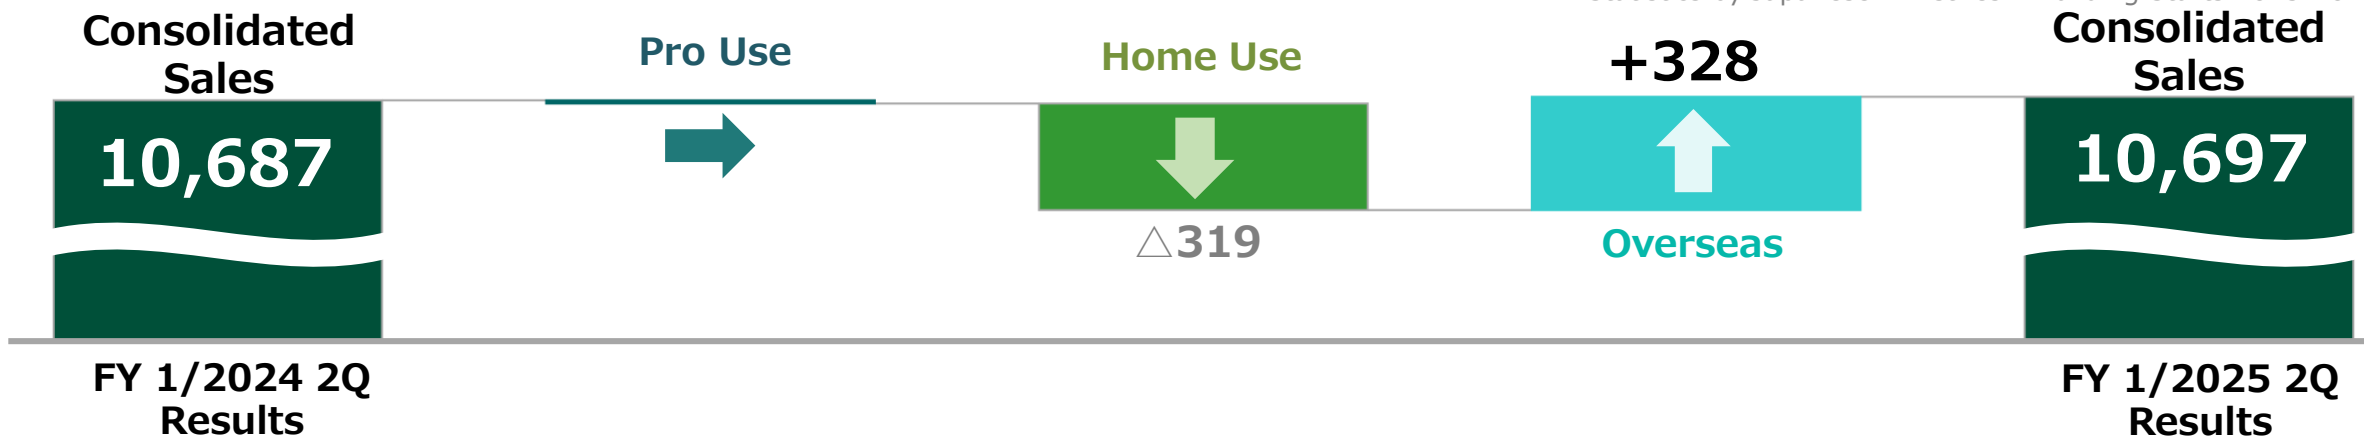 Consolidated
Sales
10,687
FY 1/2024 2Q
Results
Pro Use
Home Use
△319
+328
Overseas
Consolidated
Sales
10,697
FY 1/2025 2Q
Results